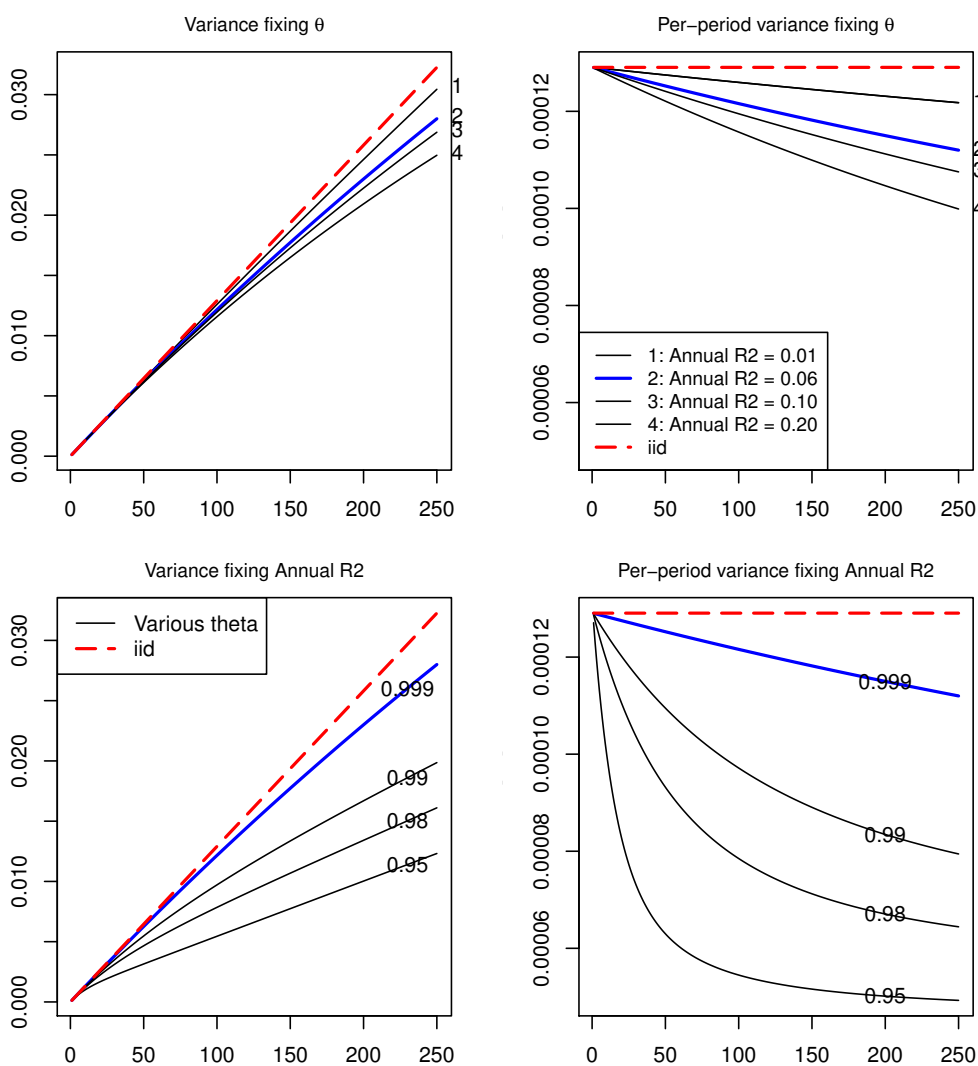 Variance fixing θ
0.030
0.020
0.010
0.000
1
2
3
4
0 50 100 150 200 250
Per−period variance fixing θ
0.00012
0.00010
0.00008
0.00006
1: Annual R2 = 0.01
2: Annual R2 = 0.06
3: Annual R2 = 0.10
4: Annual R2 = 0.20
iid
0 50 100 150 200 250
Variance fixing Annual R2
0.030
0.020
0.010
0.000
Various theta
iid
0.999
0.99
0.98
0.95
0 50 100 150 200 250
Per−period variance fixing Annual R2
0.00012
0.00010
0.00008
0.00006
0.999
0.99
0.98
0.95
0 50 100 150 200 250